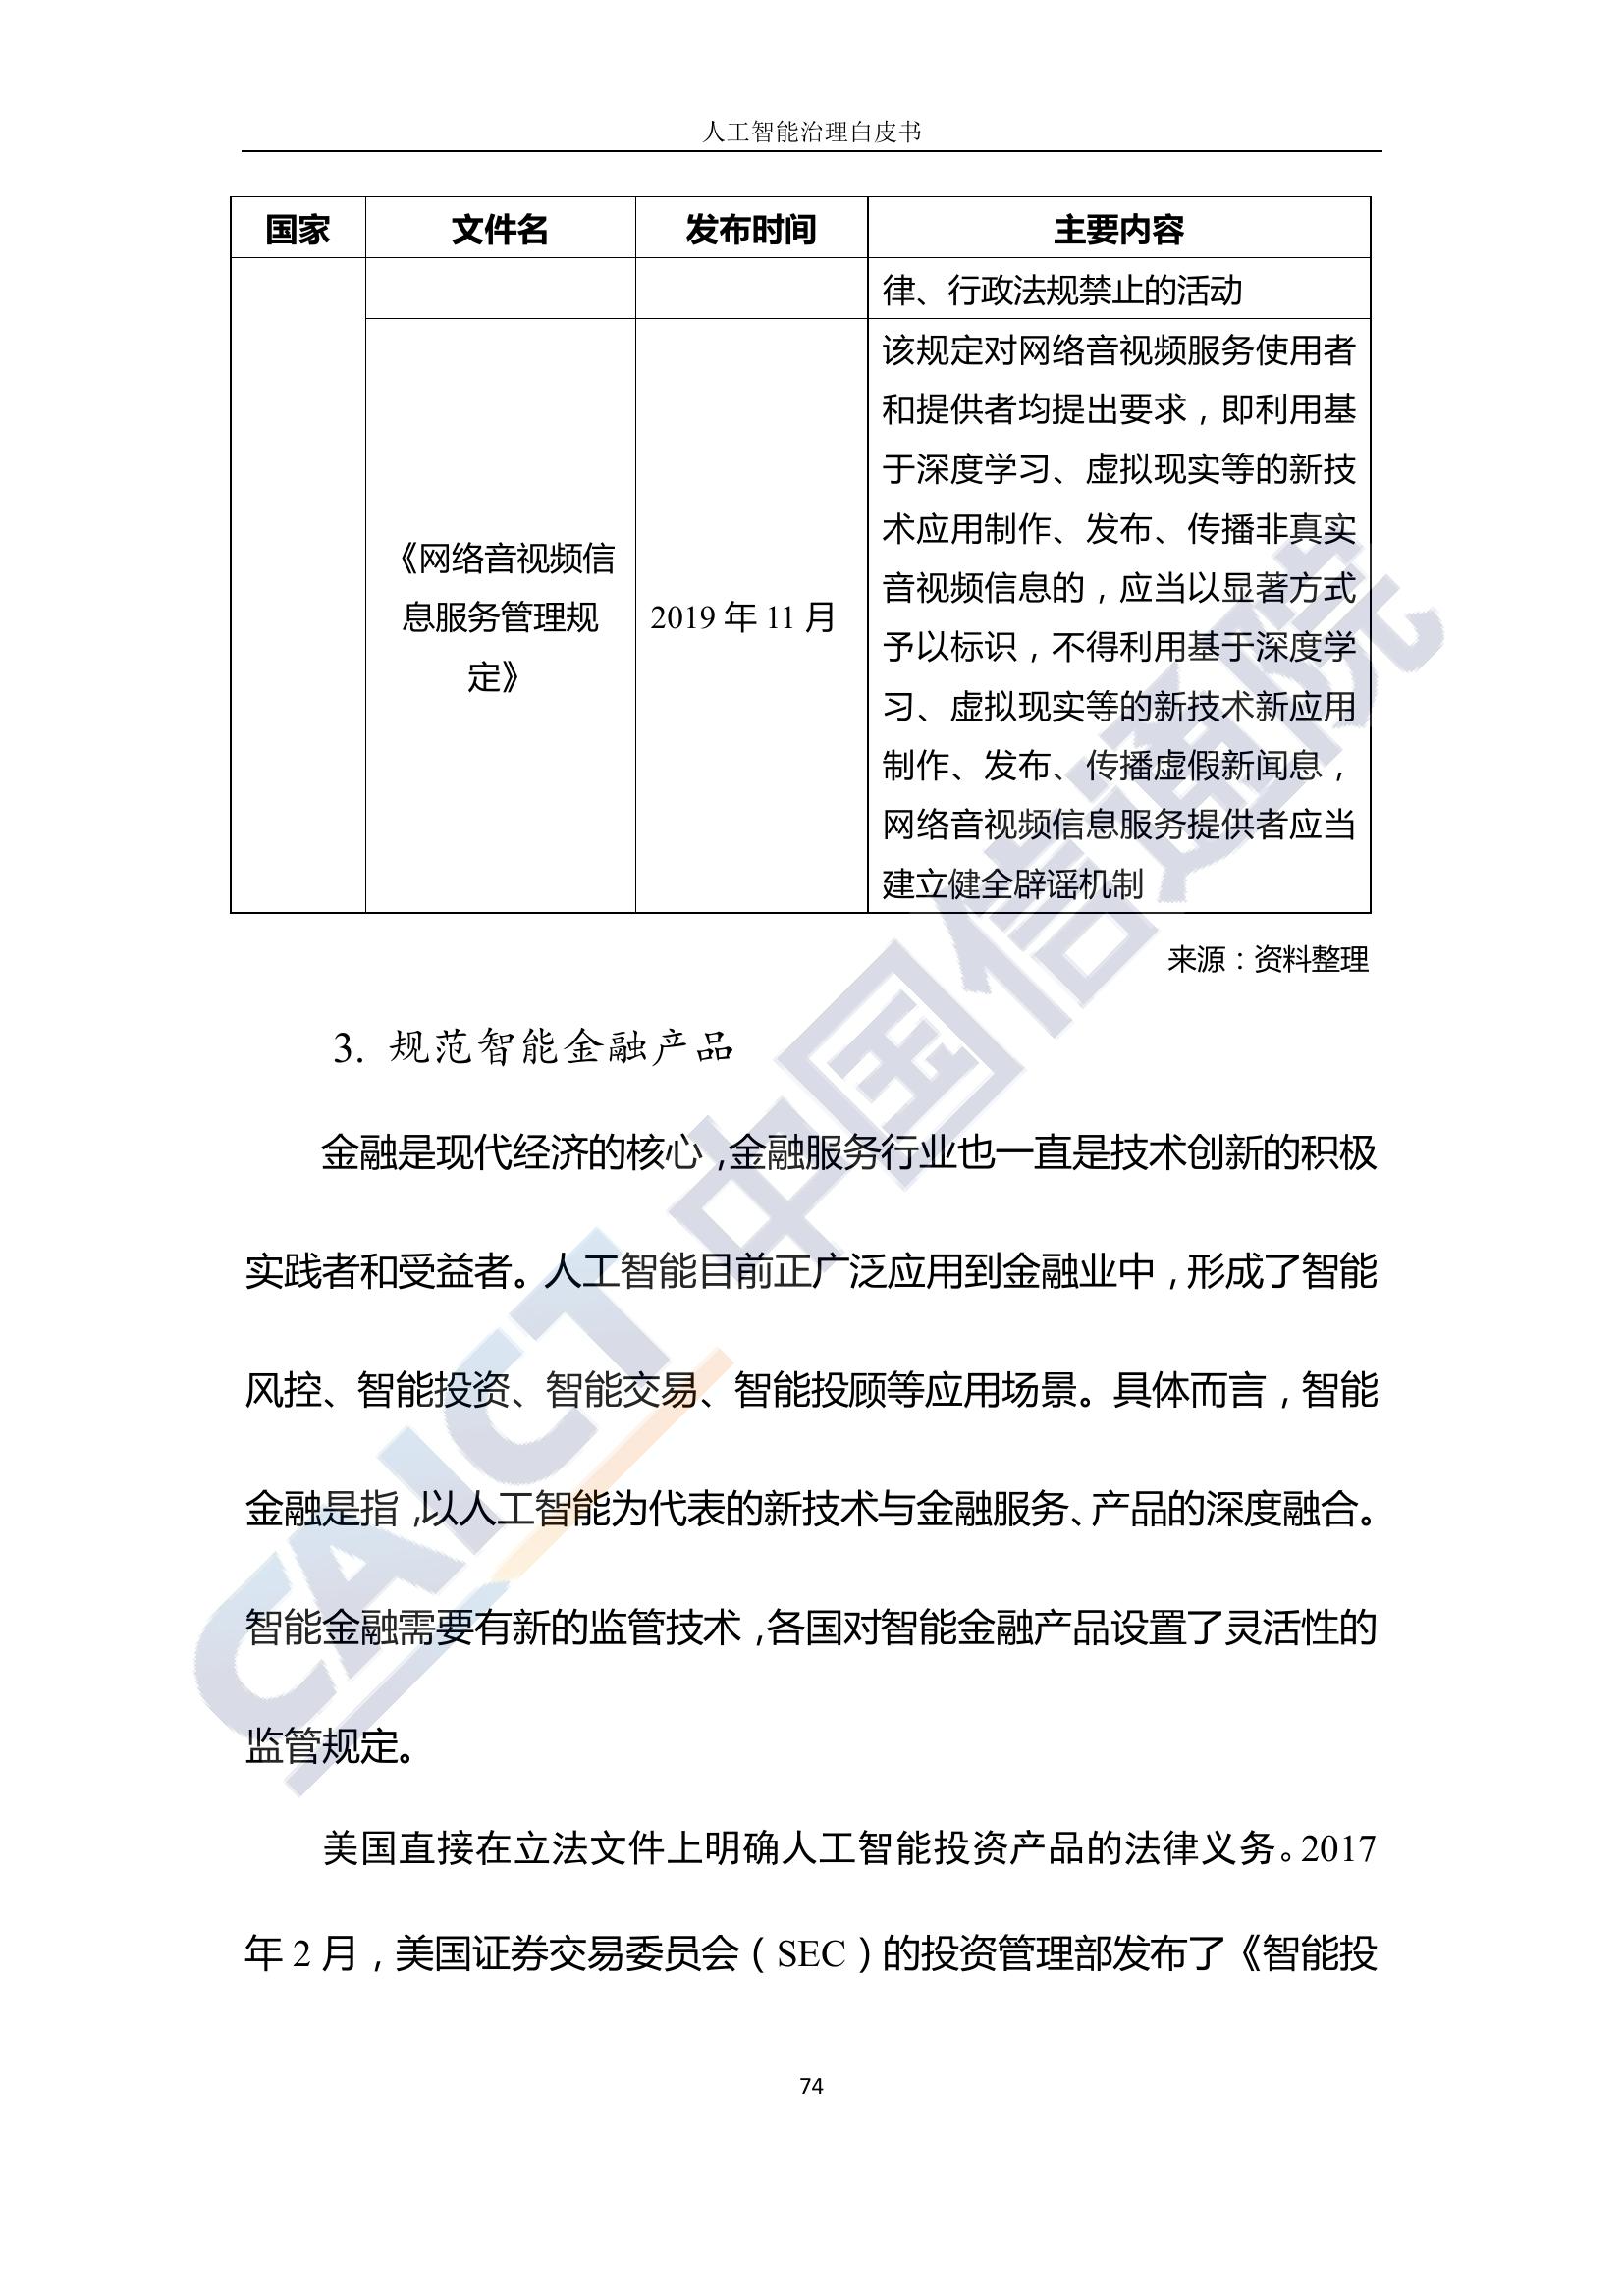 人工智能治理白皮书
国家 文件名 发布时间 主要内容
律、行政法规禁止的活动
《网络音视频信
息服务管理规
定》
2019 年 11 月
该规定对网络音视频服务使用者
和提供者均提出要求，即利用基
于深度学习、虚拟现实等的新技
术应用制作、发布、传播非真实
音视频信息的，应当以显著方式
予以标识，不得利用基于深度学
习、虚拟现实等的新技术新应用
制作、发布、传播虚假新闻息，
网络音视频信息服务提供者应当
建立健全辟谣机制
来源：资料整理
3. 规范智能金融产品
金融是现代经济的核心，金融服务行业也一直是技术创新的积极
实践者和受益者。人工智能目前正广泛应用到金融业中，形成了智能
风控、智能投资、智能交易、智能投顾等应用场景。具体而言，智能
金融是指，以人工智能为代表的新技术与金融服务、产品的深度融合。
智能金融需要有新的监管技术，各国对智能金融产品设置了灵活性的
监管规定。
美国直接在立法文件上明确人工智能投资产品的法律义务。2017
年 2 月，美国证券交易委员会（SEC）的投资管理部发布了《智能投
74
CAICT 中国信通院